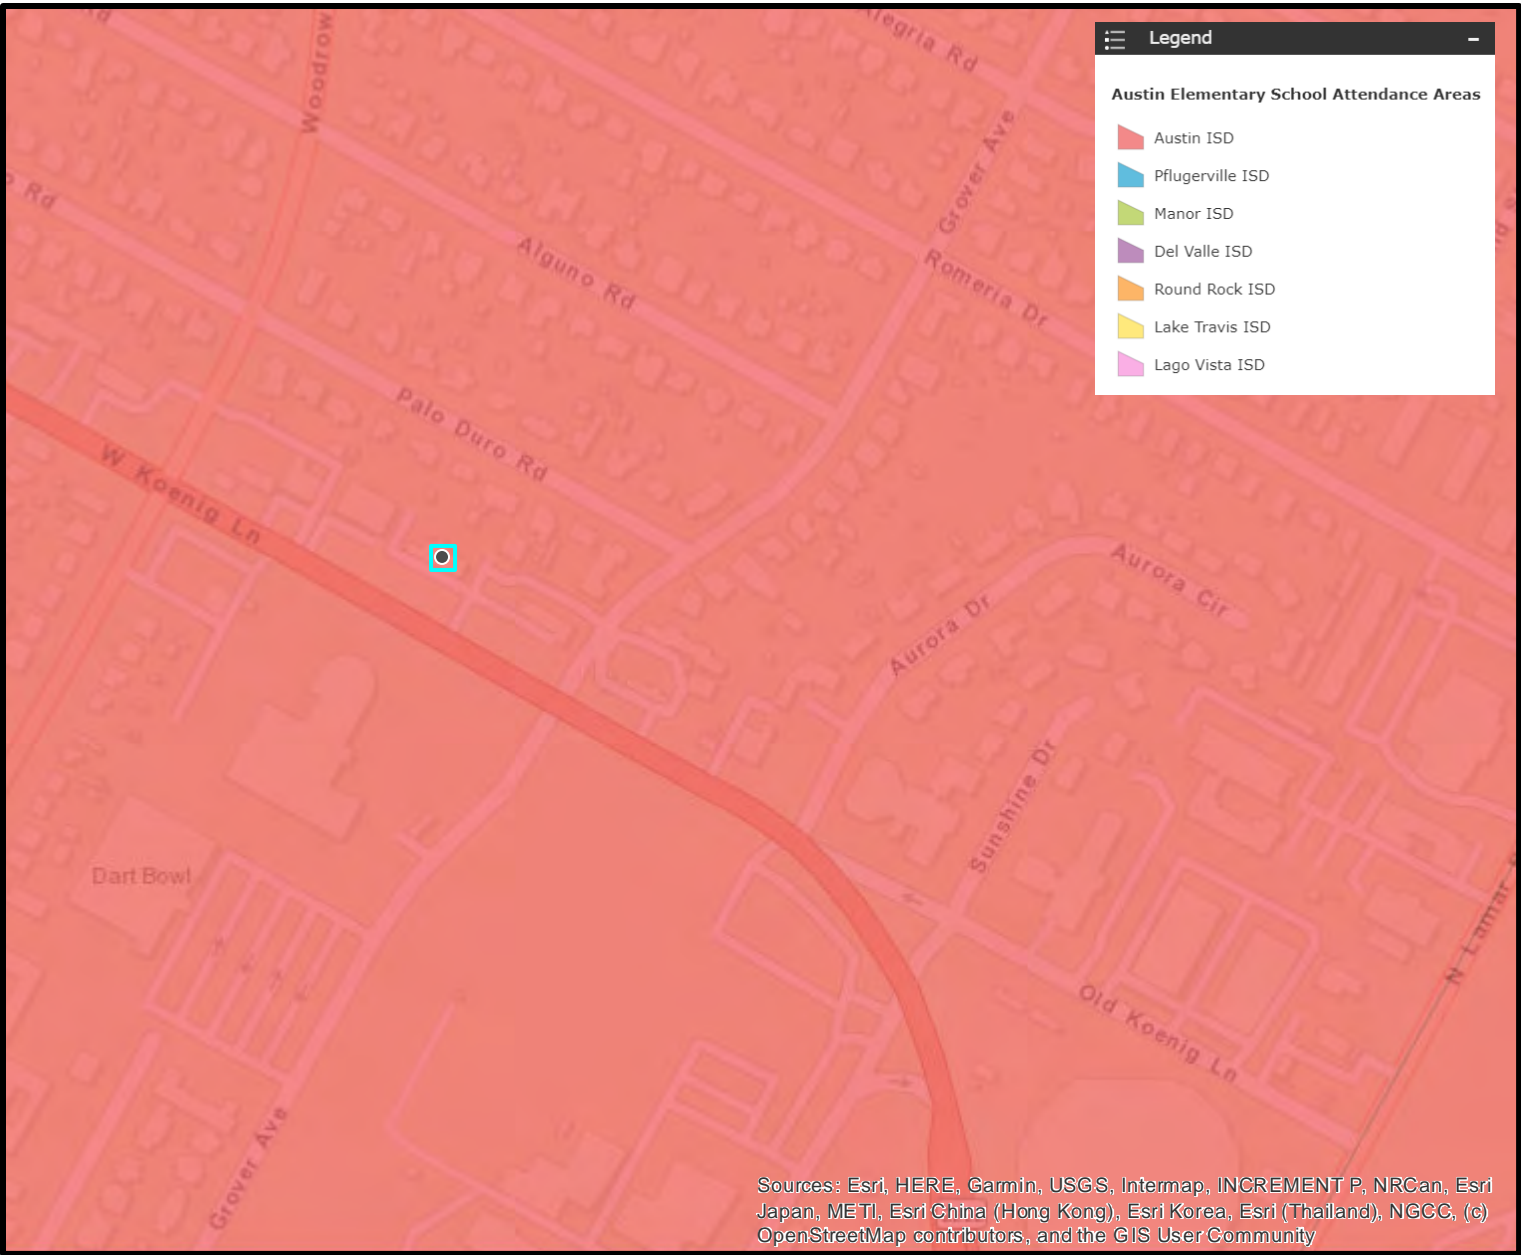 Rd
Woodrow
Alegria Rd
Legend
Austin Elementary School Attendance Areas
Austin ISD
Pflugerville ISD
Manor ISD
Del Valle ISD
Round Rock ISD
Lake Travis ISD
Lago Vista ISD
Grover Ave
Rd
Alguno Rd
Romeria Dr
Palo Duro Rd
W Koenig Ln
Aurora Cir
Aurora Dr
Sunshine Dr
Dart Bowl
N Lamar
Old Koenig Ln
Grover Ave
Sources: Esri, HERE, Garmin, USGS, Intermap, INCREMENT P, NRCan, Esri
Japan, METI, Esri China (Hong Kong), Esri Korea, Esri (Thailand), NGCC, (c)
OpenStreetMap contributors, and the GIS User Community